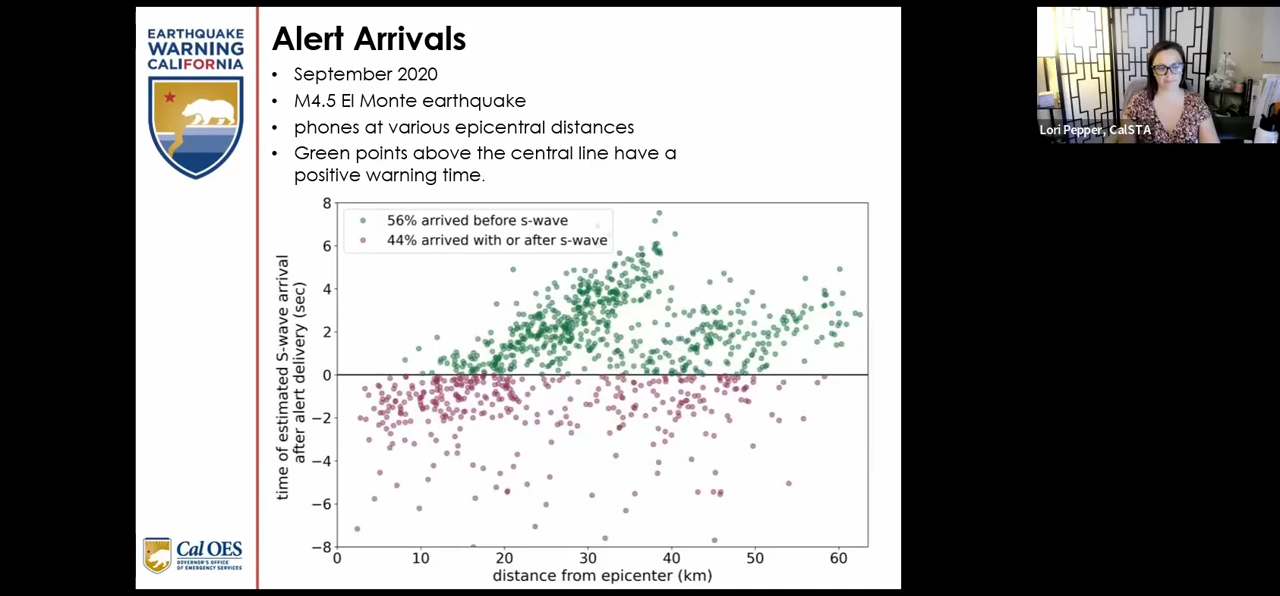 EARTHQUAKE
WARNING
CALIFORNIA
Alert Arrivals
• September 2020
• M4.5 El Monte earthquake
• phones at various epicentral distances
• Green points above the central line have a
positive warning time.
Lori Pepper, CalSTA
56% arrived before s-wave
44% arrived with or after s-wave
time of estimated S-wave arrival
after alert delivery (sec)
8
6
4
2
0
−2
−4
−6
−8
0 10 20 30 40 50 60
distance from epicenter (km)
Cal OES
GOVERNOR'S OFFICE
OF EMERGENCY SERVICES